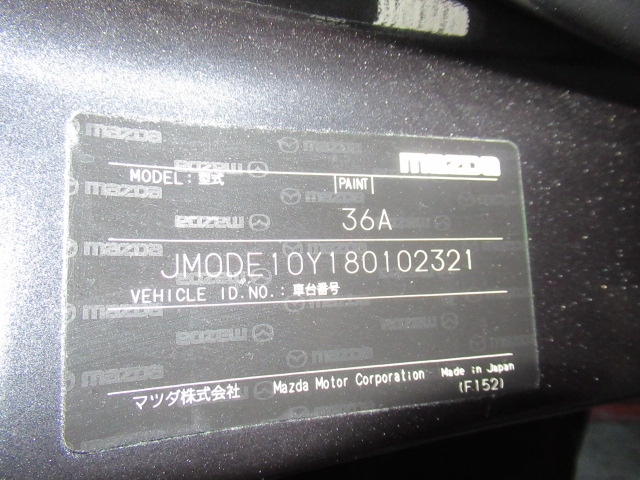 mazda
MODEL：型式 PAINT
36A
JM0DE10Y180102321
VEHICLE ID.NO.：車台番号
マツダ株式会社 Mazda Motor Corporation Made in Japan
(F152)